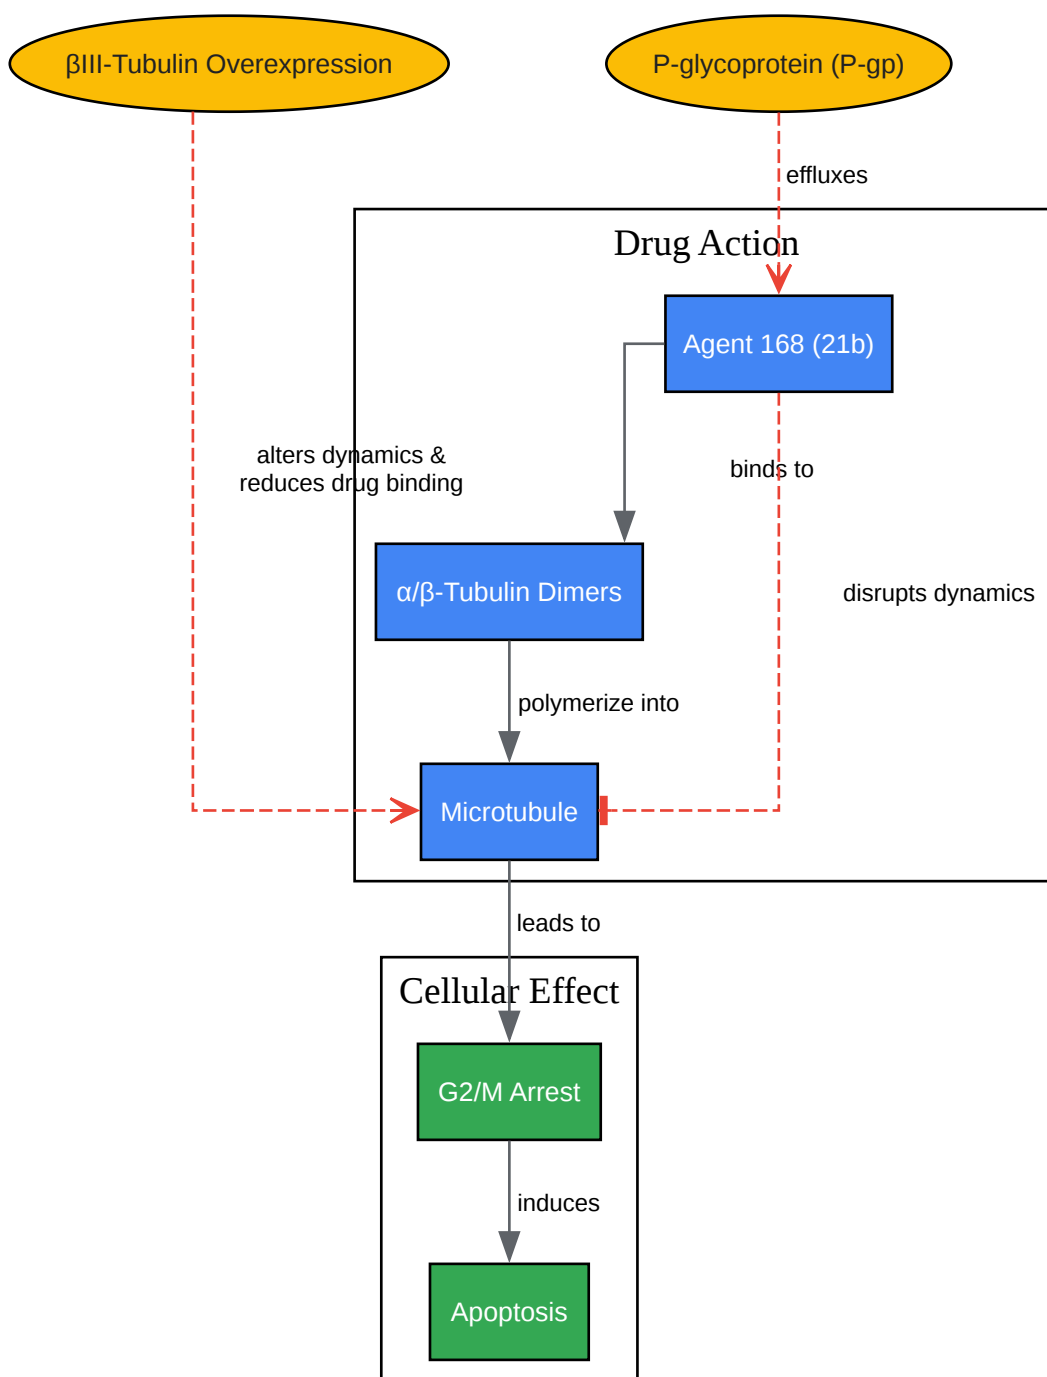 βIII-Tubulin Overexpression
P-glycoprotein (P-gp)
effluxes
Drug Action
Agent 168 (21b)
alters dynamics &
reduces drug binding
binds to
α/β-Tubulin Dimers
disrupts dynamics
polymerize into
Microtubule
leads to
Cellular Effect
G2/M Arrest
induces
Apoptosis